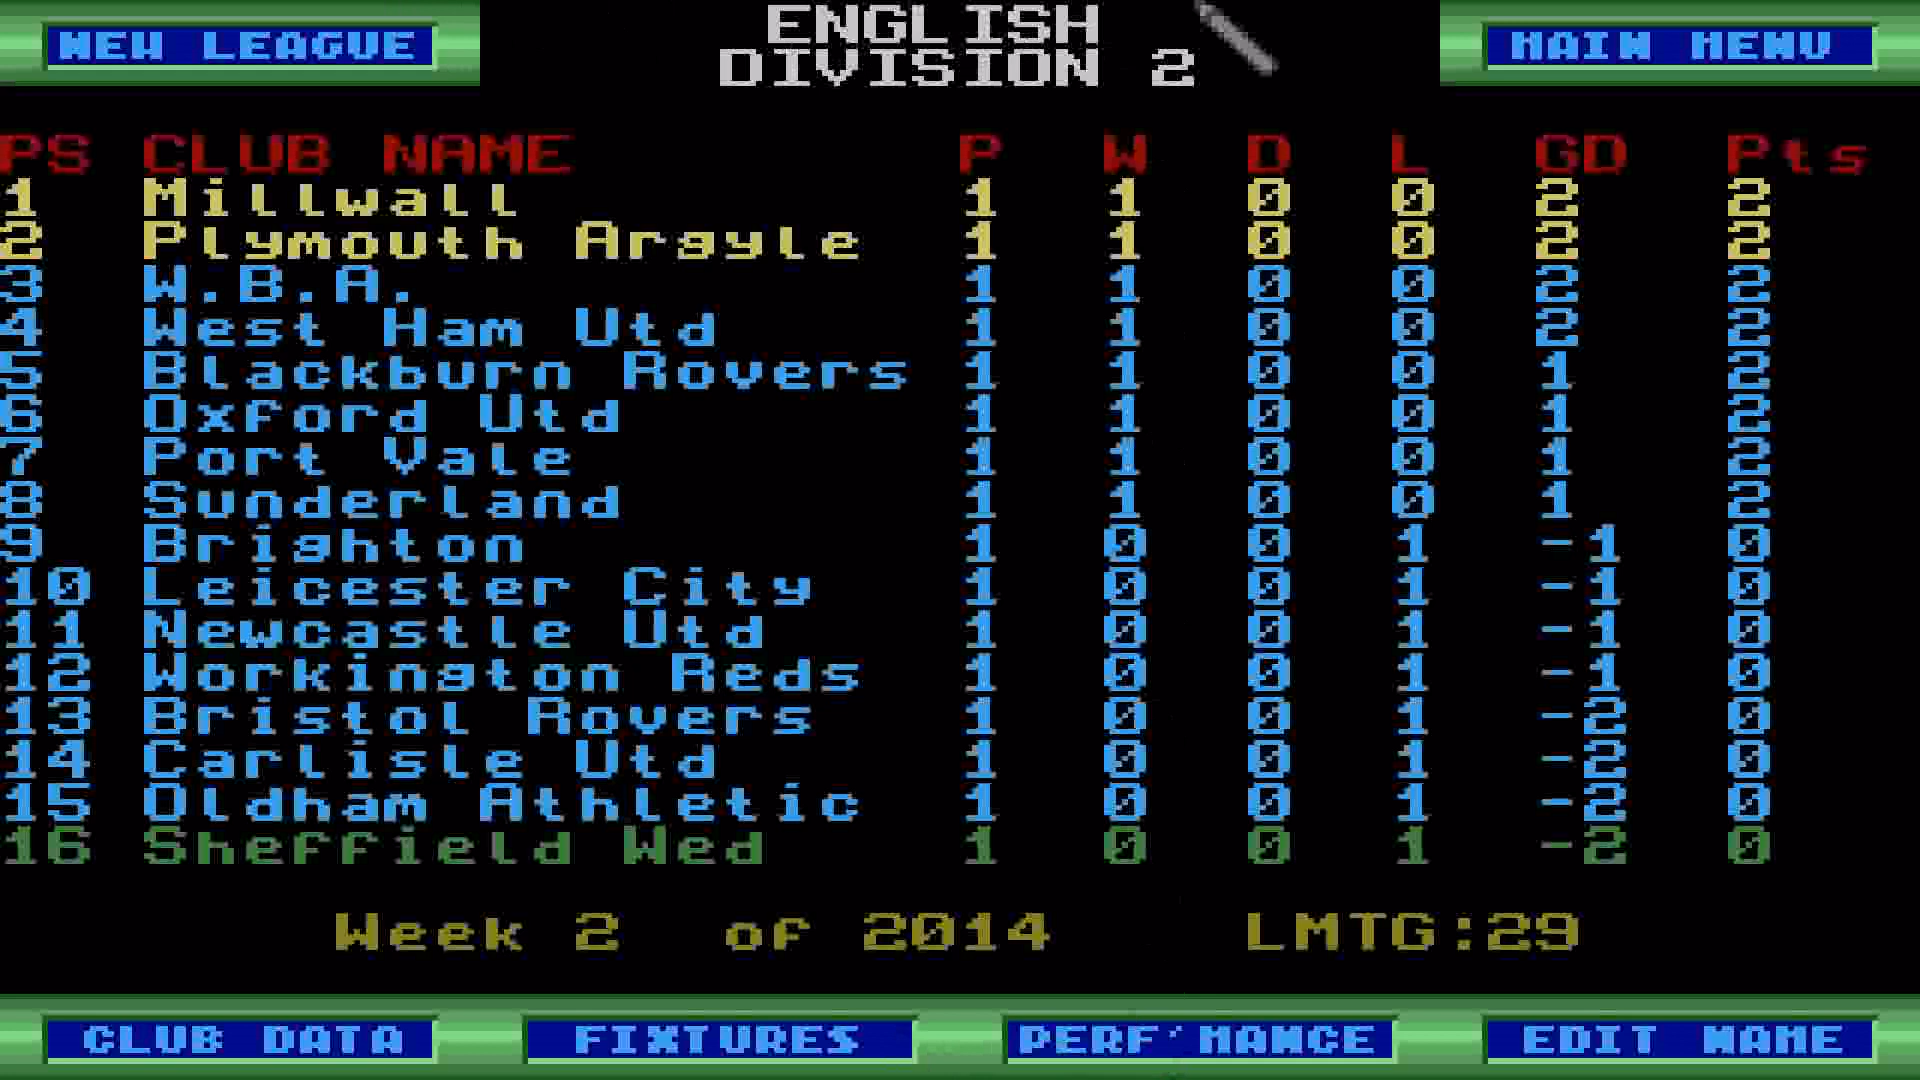 NEW LEAGUE
ENGLISH
DIVISION 2
MAIN MENU
PS CLUB NAME P W D L GD Pts
1 Millwall 1 1 0 0 2 2
2 Plymouth Argyle 1 1 0 0 2 2
3 W.B.A. 1 1 0 0 2 2
4 West Ham Utd 1 1 0 0 2 2
5 Blackburn Rovers 1 1 0 0 1 2
6 Oxford Utd 1 1 0 0 1 2
7 Port Vale 1 1 0 0 1 2
8 Sunderland 1 1 0 0 1 2
9 Brighton 1 0 0 1 -1 0
10 Leicester City 1 0 0 1 -1 0
11 Newcastle Utd 1 0 0 1 -1 0
12 Workington Reds 1 0 0 1 -1 0
13 Bristol Rovers 1 0 0 1 -2 0
14 Carlisle Utd 1 0 0 1 -2 0
15 Oldham Athletic 1 0 0 1 -2 0
16 Sheffield Wed 1 0 0 1 -2 0
Week 2 of 2014 LMTG:29
CLUB DATA FIXTURES PERF'MANCE EDIT NAME